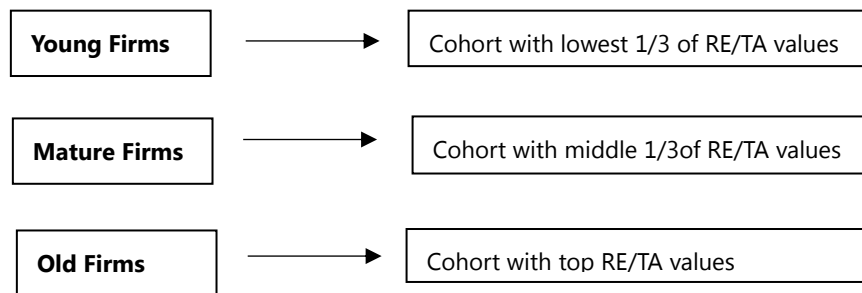 Young Firms
Cohort with lowest 1/3 of RE/TA values
Mature Firms
Cohort with middle 1/3of RE/TA values
Old Firms
Cohort with top RE/TA values